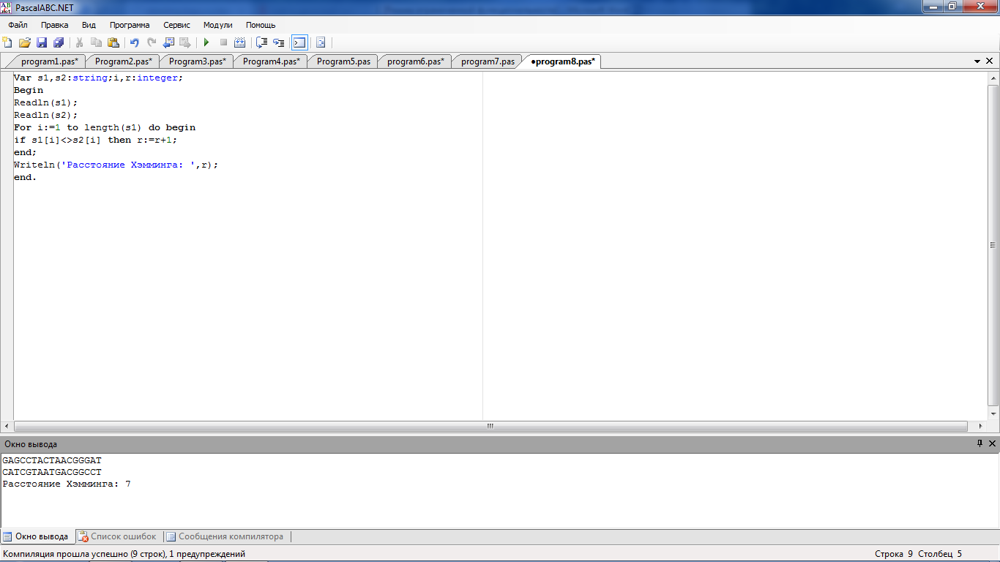 PascalABC.NET
Файл Правка Вид Программа Сервис Модули Помощь
program1.pas* Program2.pas* Program3.pas* Program4.pas* Program5.pas program6.pas* program7.pas •program8.pas*
Var s1,s2:string;i,r:integer;
Begin
Readln(s1);
Readln(s2);
For i:=1 to length(s1) do begin
if s1[i]<>s2[i] then r:=r+1;
end;
Writeln('Расстояние Хэмминга: ',r);
end.
Окно вывода
GAGCCTACTAACGGGAT
CATCGTAATGACGGCCT
Расстояние Хэмминга: 7
Окно вывода Список ошибок Сообщения компилятора
Компиляция прошла успешно (9 строк), 1 предупреждений Строка 9 Столбец 5